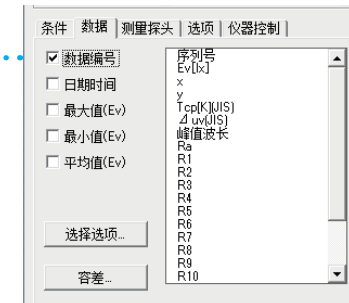 条件 数据 测量探头 选项 仪器控制
数据编号
日期时间
最大值(Ev)
最小值(Ev)
平均值(Ev)
选择选项...
容差...
序列号
Ev[lx]
x
y
Tcp[K](JIS)
⊿uv(JIS)
峰值波长
Ra
R1
R2
R3
R4
R5
R6
R7
R8
R9
R10